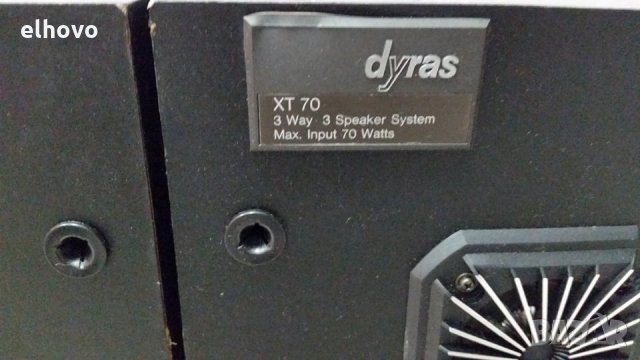 elhovo
dyras
XT 70
3 Way 3 Speaker System
Max. Input 70 Watts